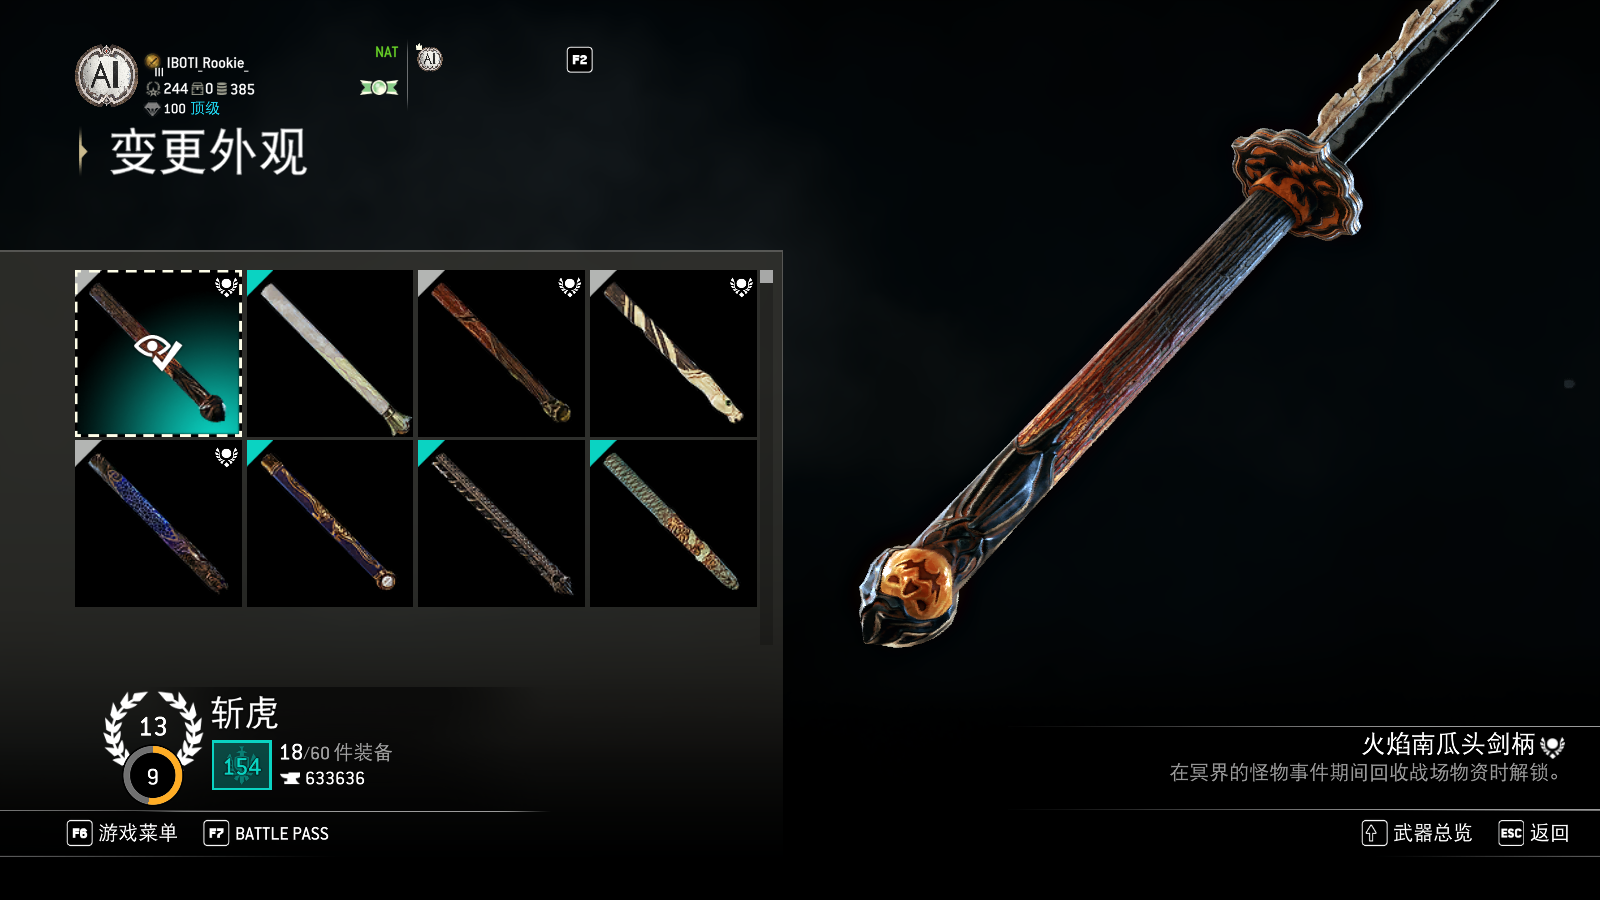 AI
IBOTI_Rookie_
III
244 0 385
100 顶级
NAT
AI
F2
变更外观
13
9
斩虎
154
18/60 件装备
633636
火焰南瓜头剑柄
在冥界的怪物事件期间回收战场物资时解锁。
F6 游戏菜单
F7 BATTLE PASS
武器总览
ESC 返回